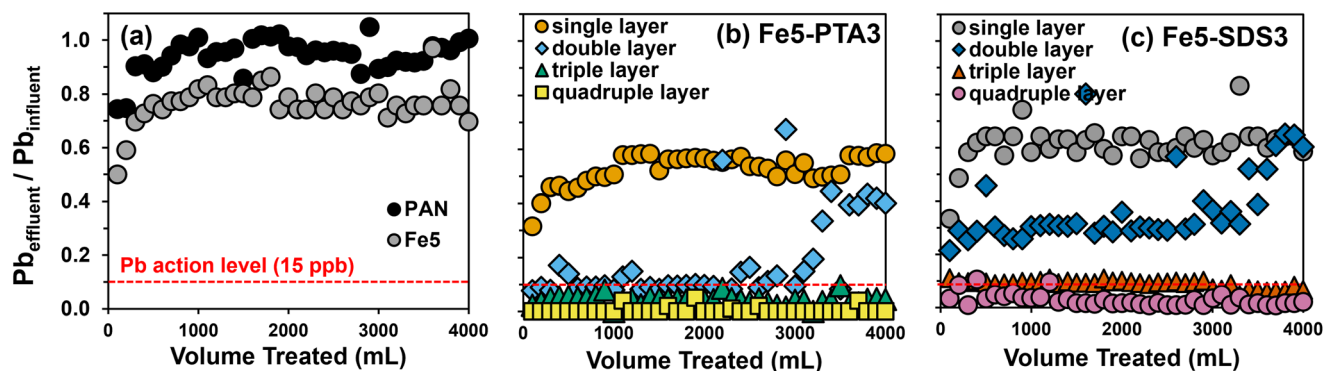 Pb_effluent / Pb_influent
1.0
0.8
0.6
0.4
0.2
0.0
(a)
PAN
Fe5
Pb action level (15 ppb)
0
1000
2000
3000
4000
Volume Treated (mL)
single layer
double layer
triple layer
quadruple layer
(b) Fe5-PTA3
0
1000
2000
3000
4000
Volume Treated (mL)
single layer
double layer
triple layer
quadruple layer
(c) Fe5-SDS3
0
1000
2000
3000
4000
Volume Treated (mL)